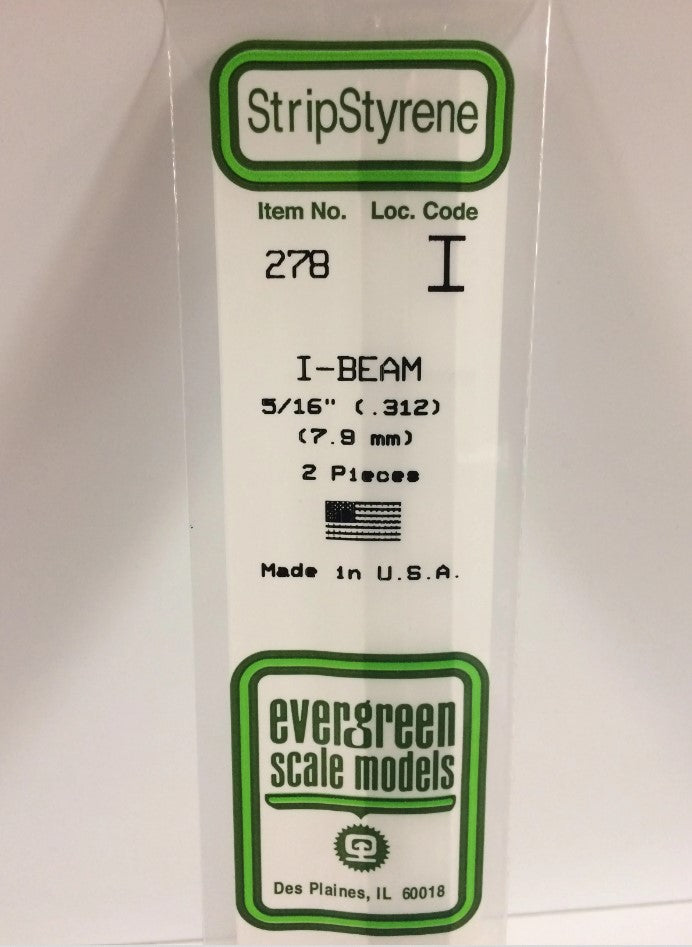 StripStyrene
Item No. Loc. Code
278 I
I-BEAM
5/16" (.312)
(7.9 mm)
2 Pieces
Made in U.S.A.
evergreen
scale models
Des Plaines, IL 60018